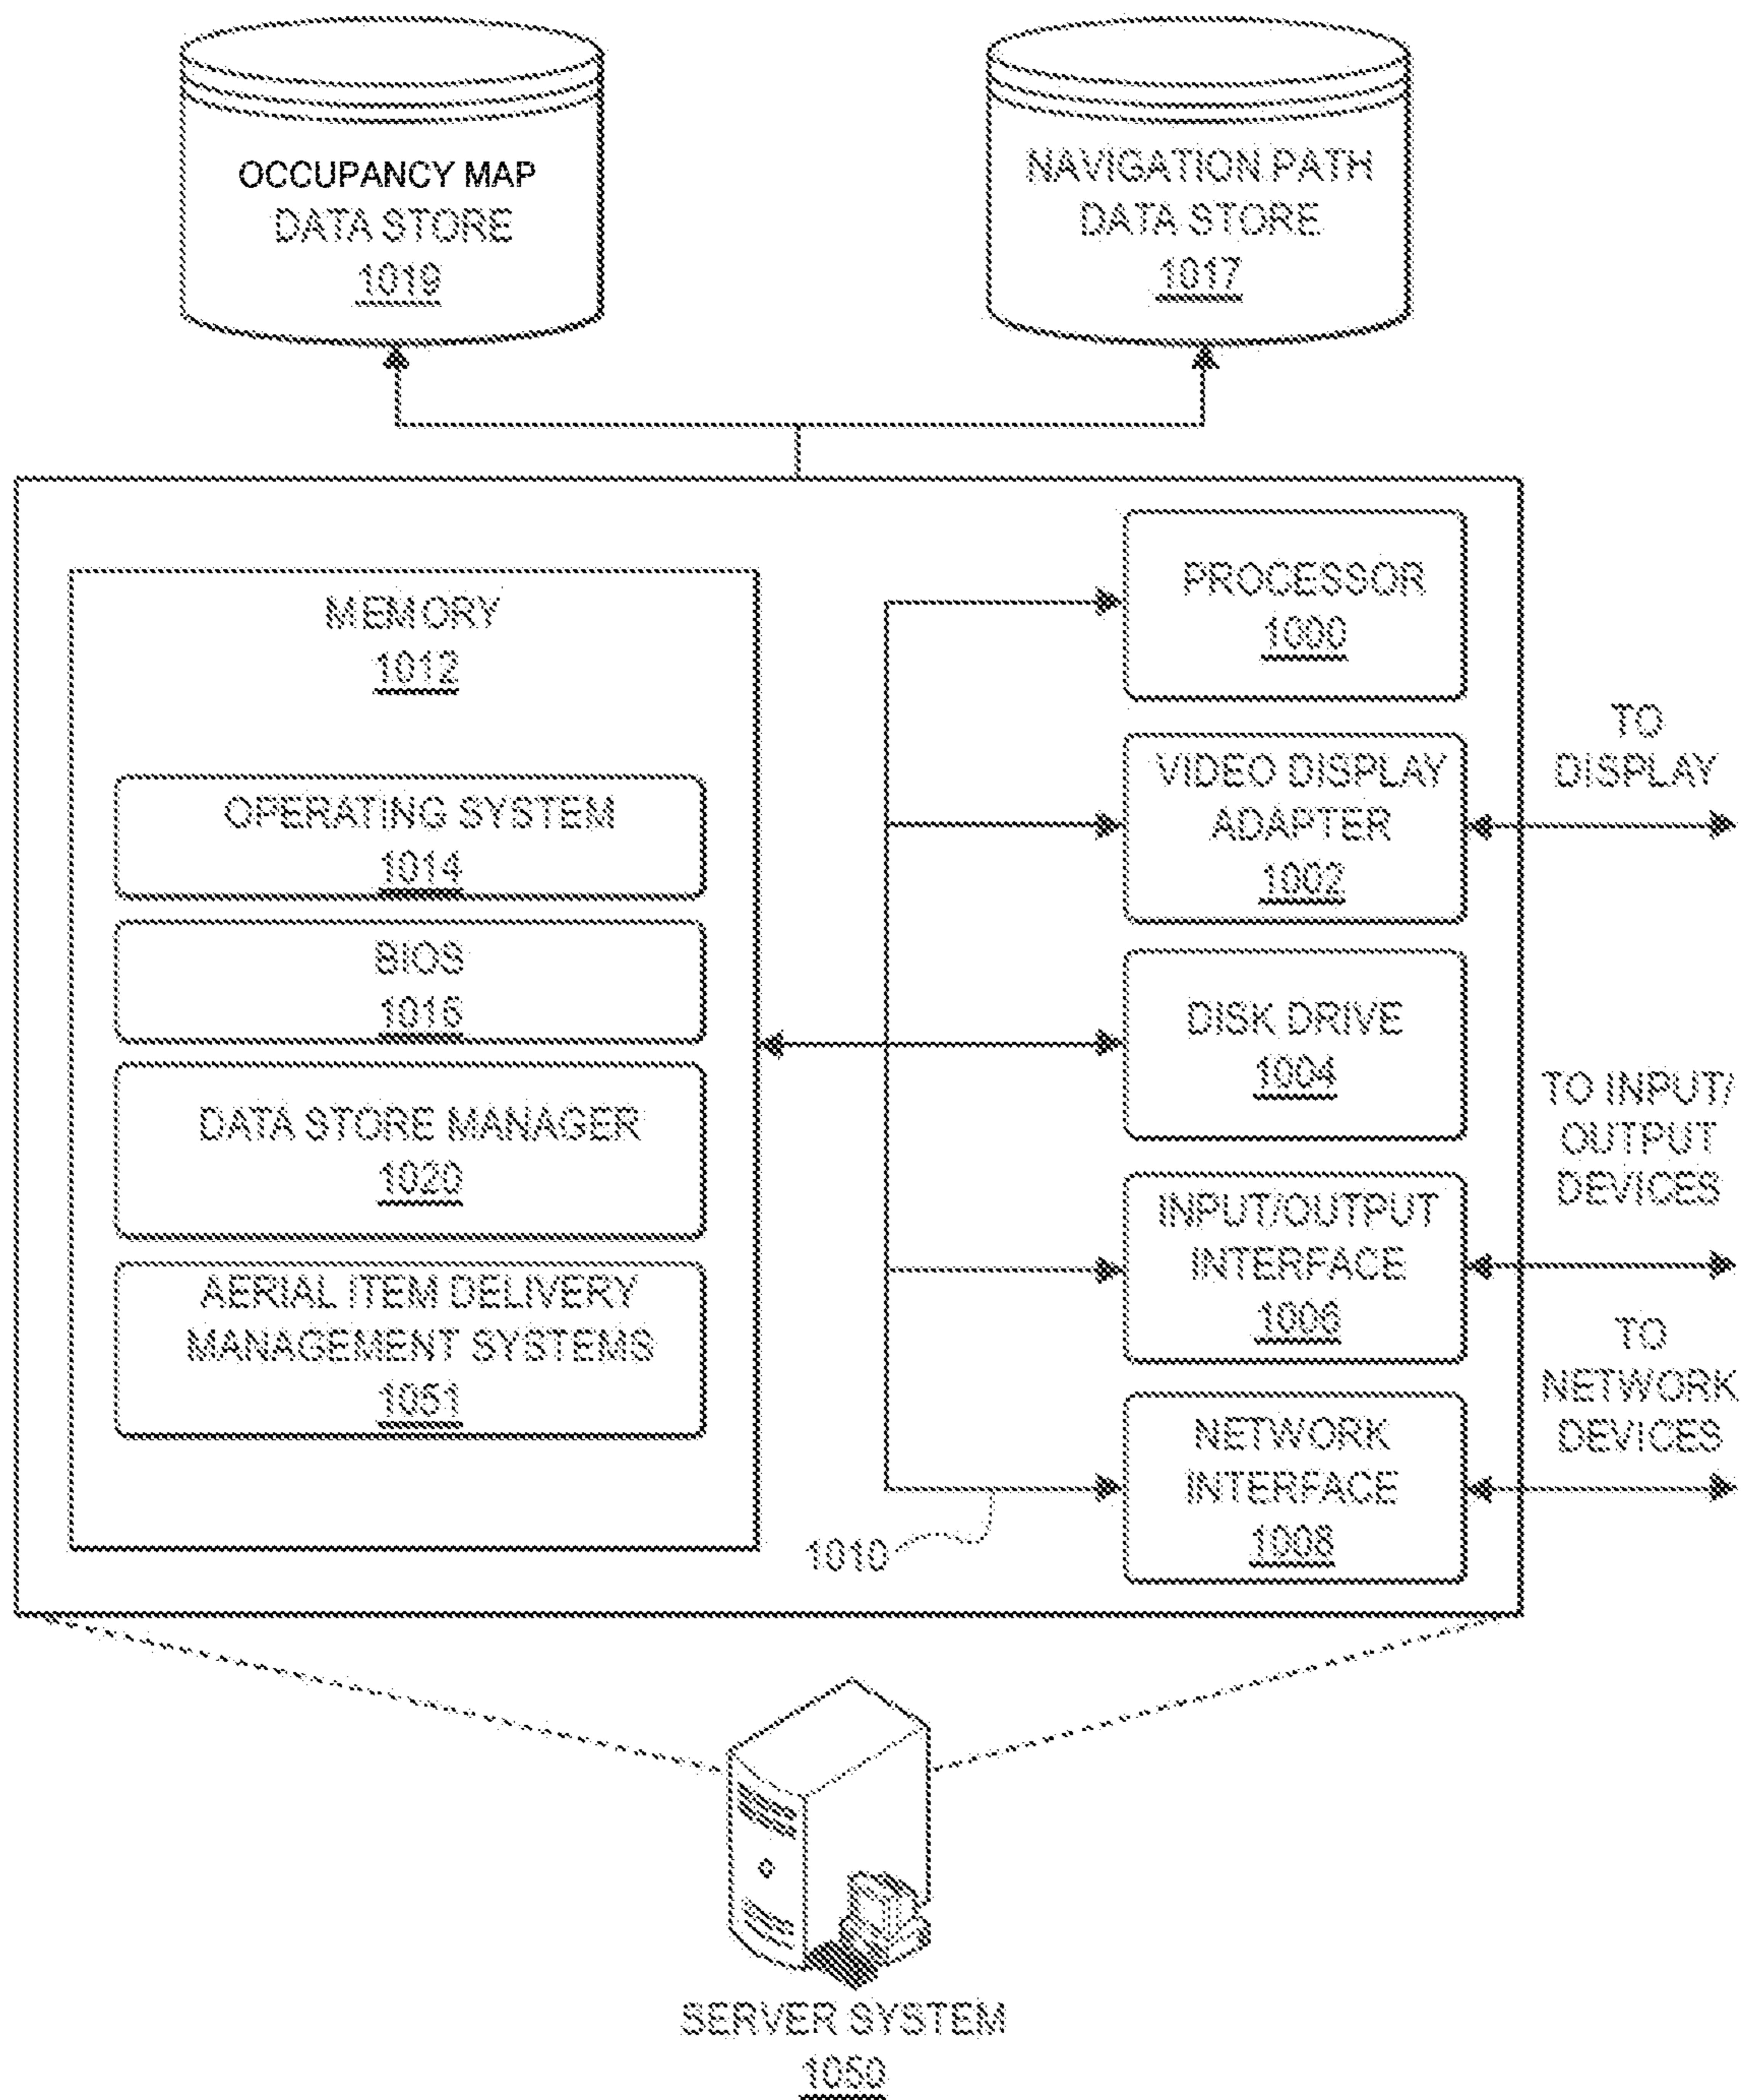 OCCUPANCY MAP
DATA STORE
1019
NAVIGATION PATH
DATA STORE
1017
MEMORY
1012
OPERATING SYSTEM
1014
BIOS
1016
DATA STORE MANAGER
1020
AERIAL ITEM DELIVERY
MANAGEMENT SYSTEMS
1051
PROCESSOR
1000
VIDEO DISPLAY
ADAPTER
1002
DISK DRIVE
1004
INPUT/OUTPUT
INTERFACE
1006
NETWORK
INTERFACE
1008
1010
TO
DISPLAY
TO INPUT/
OUTPUT
DEVICES
TO
NETWORK
DEVICES
SERVER SYSTEM
1050